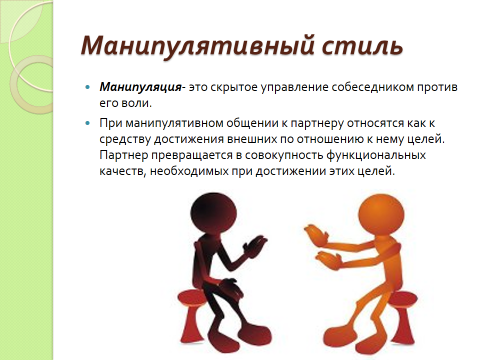 Манипулятивный стиль
Манипуляция- это скрытое управление собеседником против
его воли.
При манипулятивном общении к партнеру относятся как к
средству достижения внешних по отношению к нему целей.
Партнер превращается в совокупность функциональных
качеств, необходимых при достижении этих целей.